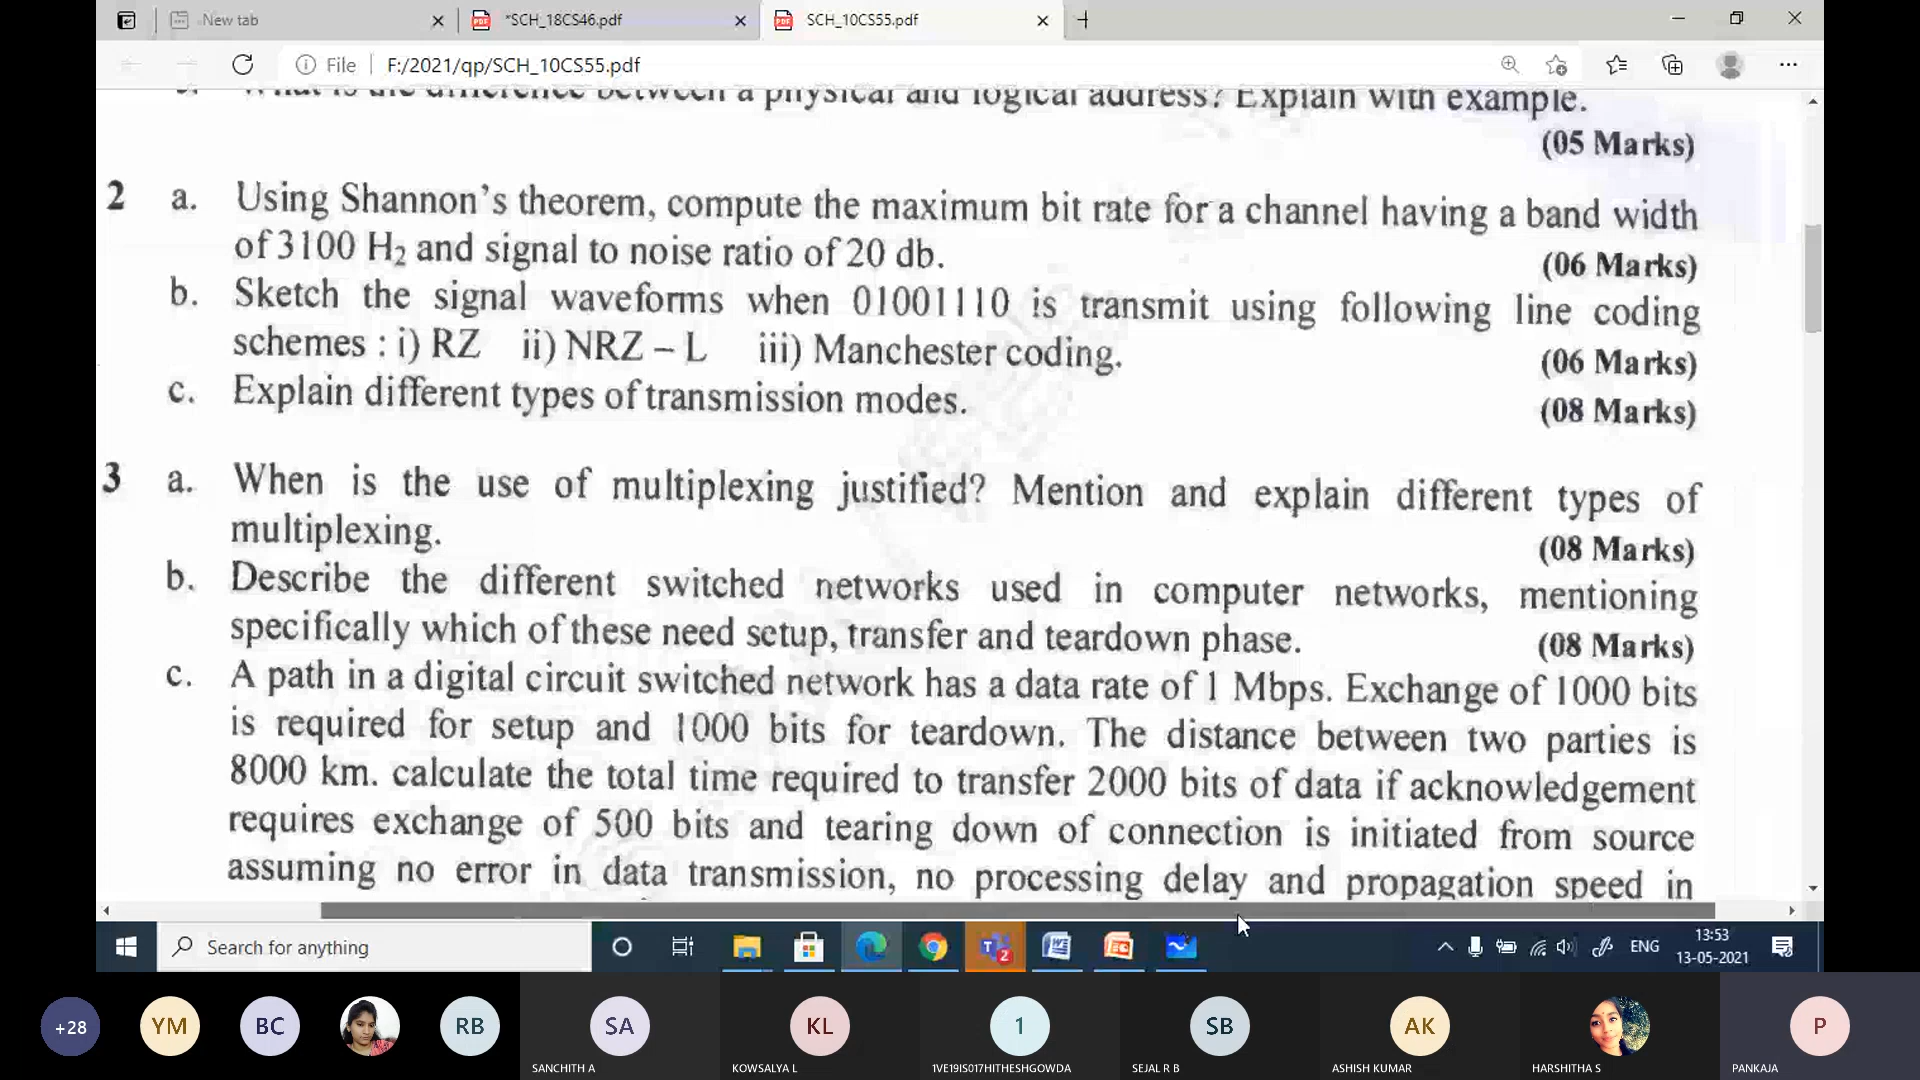 New tab
*SCH_18CS46.pdf
SCH_10CS55.pdf
File
F:/2021/qp/SCH_10CS55.pdf
What is the difference between a physical and logical address? Explain with example.
(05 Marks)
2 a. Using Shannon's theorem, compute the maximum bit rate for a channel having a band width
of 3100 H₂ and signal to noise ratio of 20 db. (06 Marks)
b. Sketch the signal waveforms when 01001110 is transmit using following line coding
schemes : i) RZ ii) NRZ – L iii) Manchester coding. (06 Marks)
c. Explain different types of transmission modes. (08 Marks)
3 a. When is the use of multiplexing justified? Mention and explain different types of
multiplexing. (08 Marks)
b. Describe the different switched networks used in computer networks, mentioning
specifically which of these need setup, transfer and teardown phase. (08 Marks)
c. A path in a digital circuit switched network has a data rate of 1 Mbps. Exchange of 1000 bits
is required for setup and 1000 bits for teardown. The distance between two parties is
8000 km. calculate the total time required to transfer 2000 bits of data if acknowledgement
requires exchange of 500 bits and tearing down of connection is initiated from source
assuming no error in data transmission, no processing delay and propagation speed in
Search for anything
2
ENG
13:53
13-05-2021
+28
YM
BC
RB
SA
KL
1
SB
AK
P
SANCHITH A
KOWSALYA L
1VE19IS017HITHESHGOWDA
SEJAL R B
ASHISH KUMAR
HARSHITHA S
PANKAJA